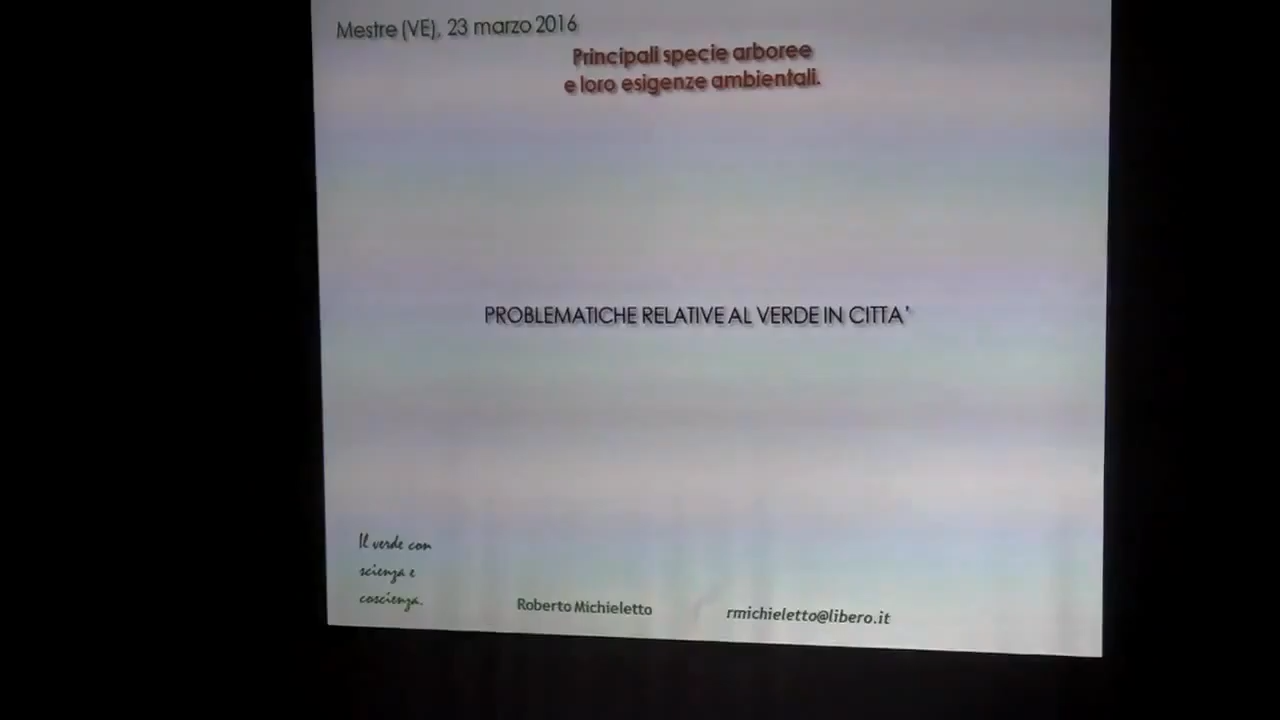 Mestre (VE), 23 marzo 2016
Principali specie arboree
e loro esigenze ambientali.
PROBLEMATICHE RELATIVE AL VERDE IN CITTA'
Il verde con
scienza e
coscienza.
Roberto Michieletto
rmichieletto@libero.it